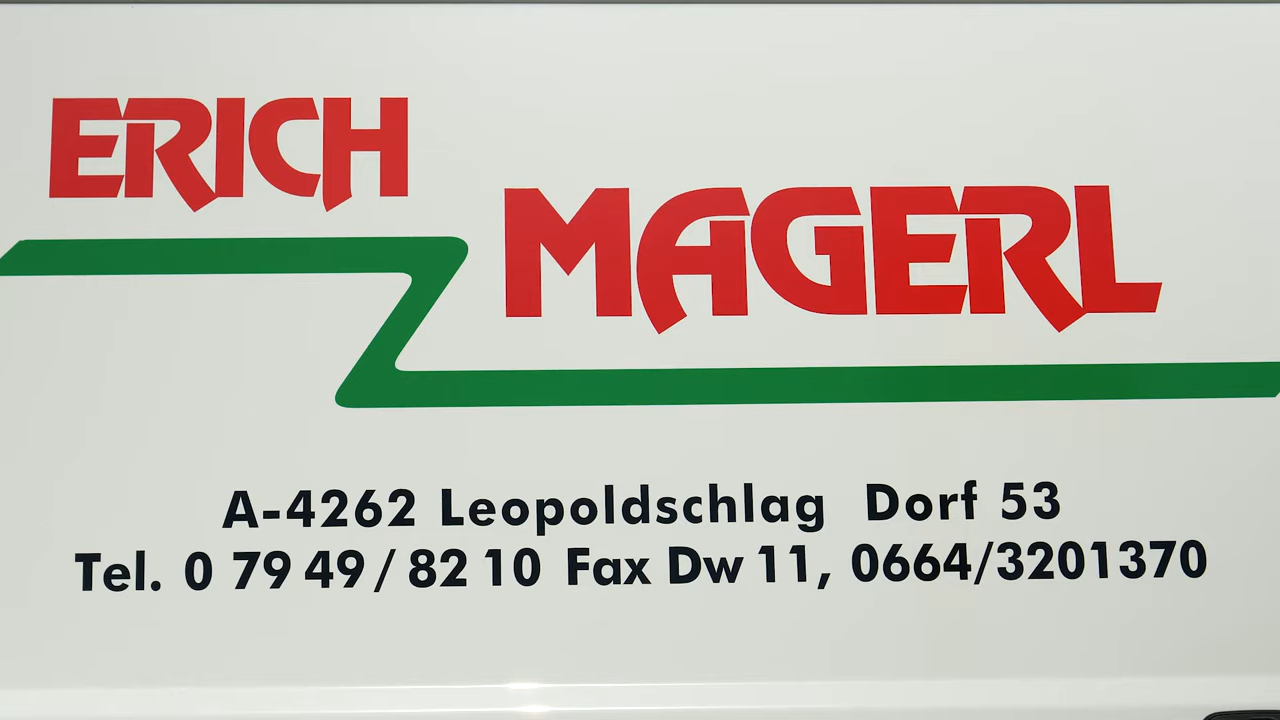 ERICH
MAGERL
A-4262 Leopoldschlag Dorf 53
Tel. 0 79 49 / 82 10 Fax Dw 11, 0664/3201370